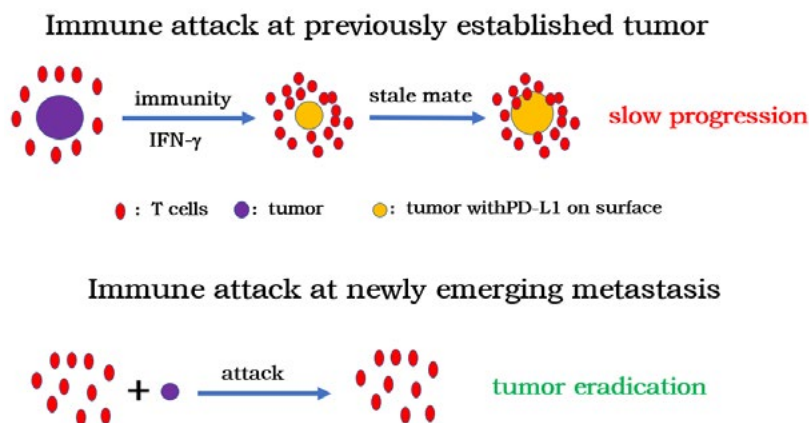 Immune attack at previously established tumor
immunity
IFN-γ
stale mate
slow progression
: T cells : tumor : tumor withPD-L1 on surface
Immune attack at newly emerging metastasis
+ attack
tumor eradication